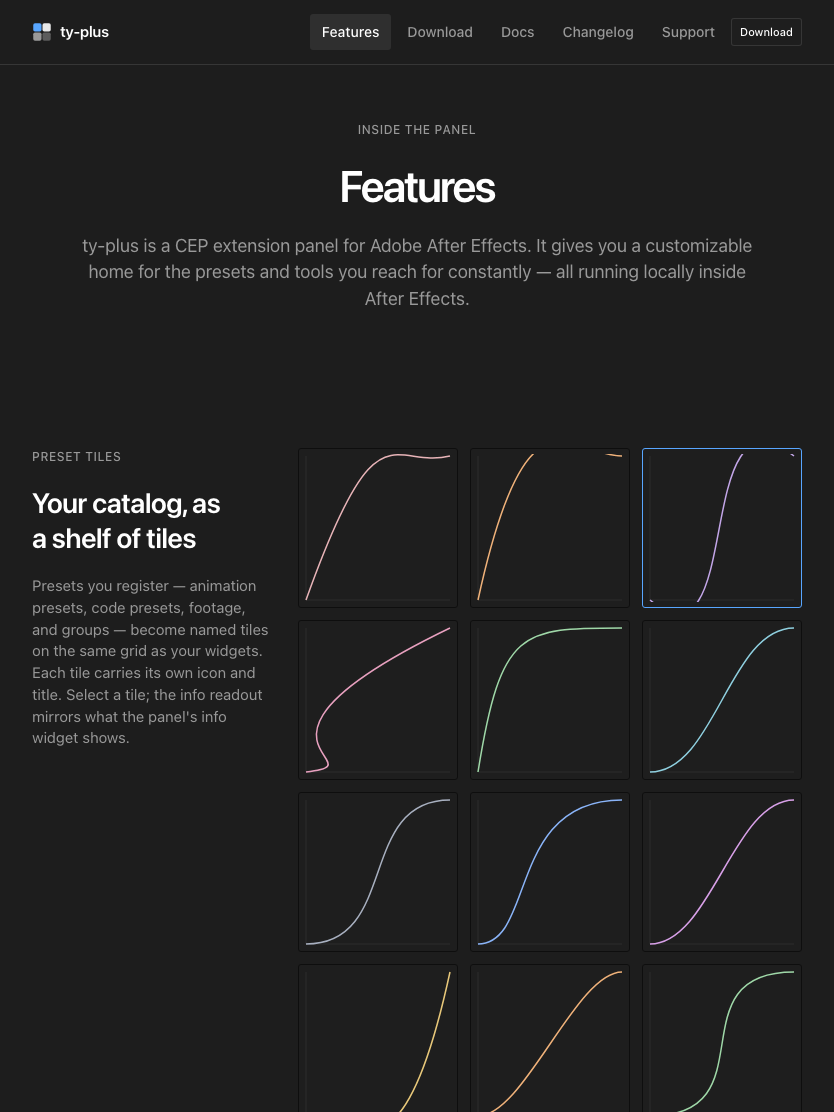 ty-plus
Features
Download
Docs
Changelog
Support
Download
INSIDE THE PANEL
Features
ty-plus is a CEP extension panel for Adobe After Effects. It gives you a customizable
home for the presets and tools you reach for constantly — all running locally inside
After Effects.
PRESET TILES
Your catalog, as
a shelf of tiles
Presets you register — animation
presets, code presets, footage,
and groups — become named tiles
on the same grid as your widgets.
Each tile carries its own icon and
title. Select a tile; the info readout
mirrors what the panel's info
widget shows.